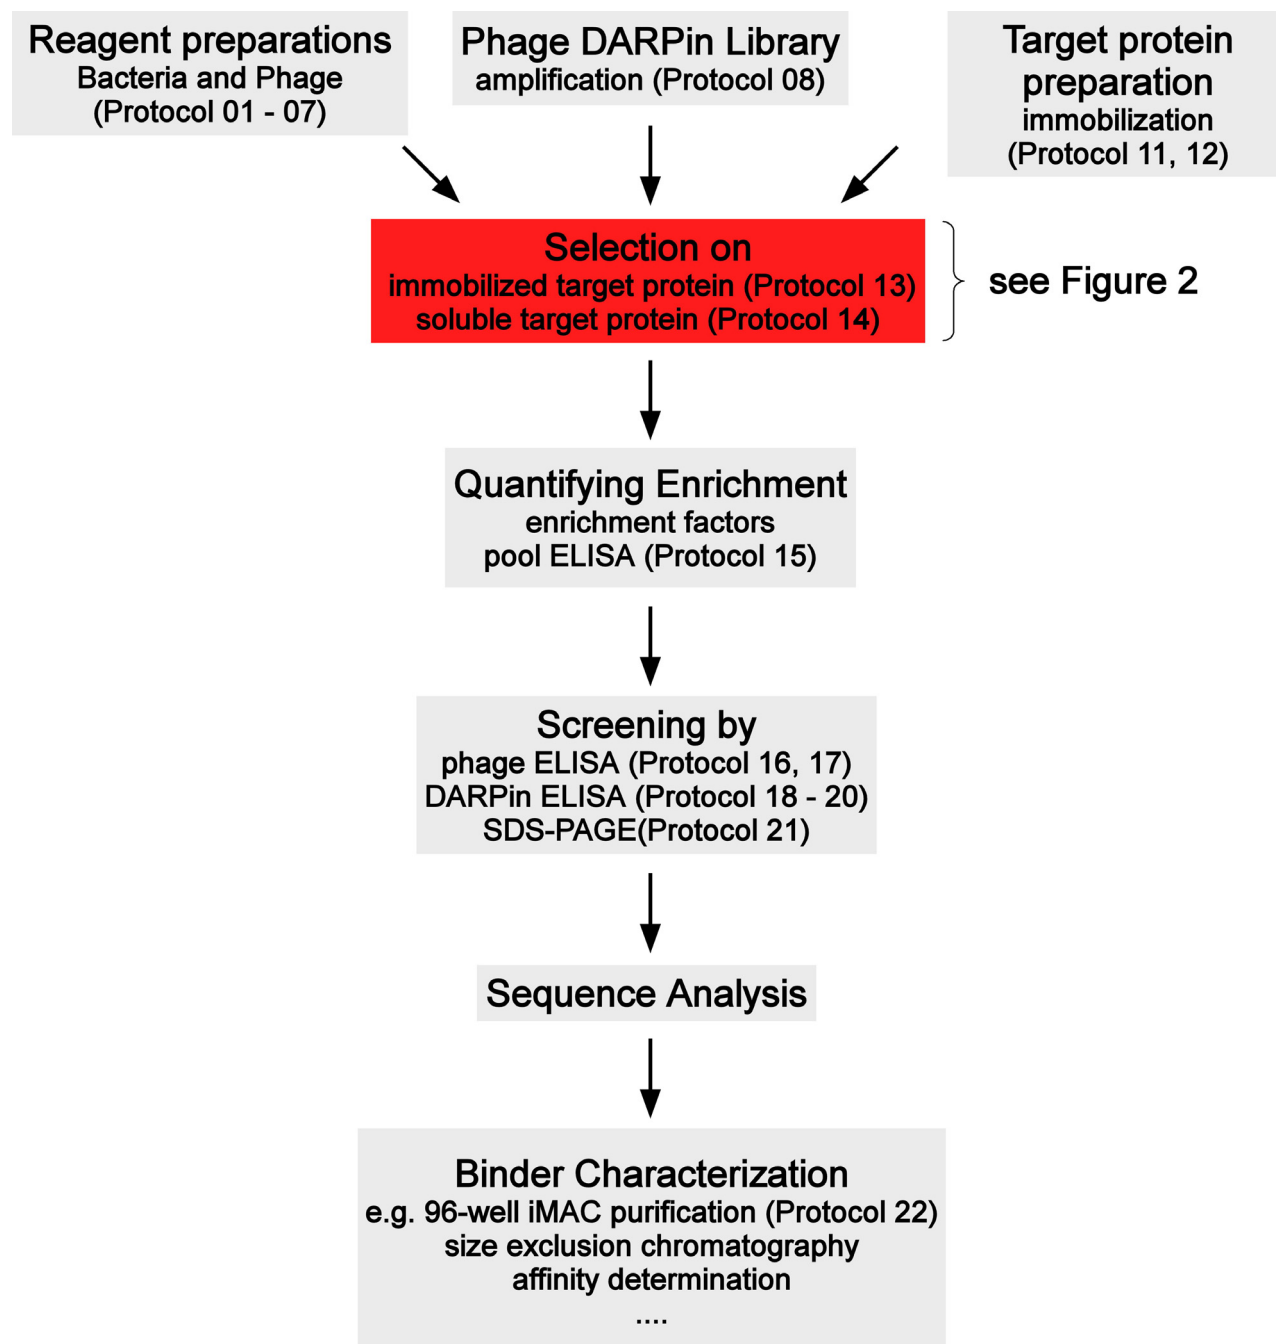 Reagent preparations
Bacteria and Phage
(Protocol 01 - 07)
Phage DARPin Library
amplification (Protocol 08)
Target protein
preparation
immobilization
(Protocol 11, 12)
Selection on
immobilized target protein (Protocol 13)
soluble target protein (Protocol 14)
see Figure 2
Quantifying Enrichment
enrichment factors
pool ELISA (Protocol 15)
Screening by
phage ELISA (Protocol 16, 17)
DARPin ELISA (Protocol 18 - 20)
SDS-PAGE(Protocol 21)
Sequence Analysis
Binder Characterization
e.g. 96-well iMAC purification (Protocol 22)
size exclusion chromatography
affinity determination
....